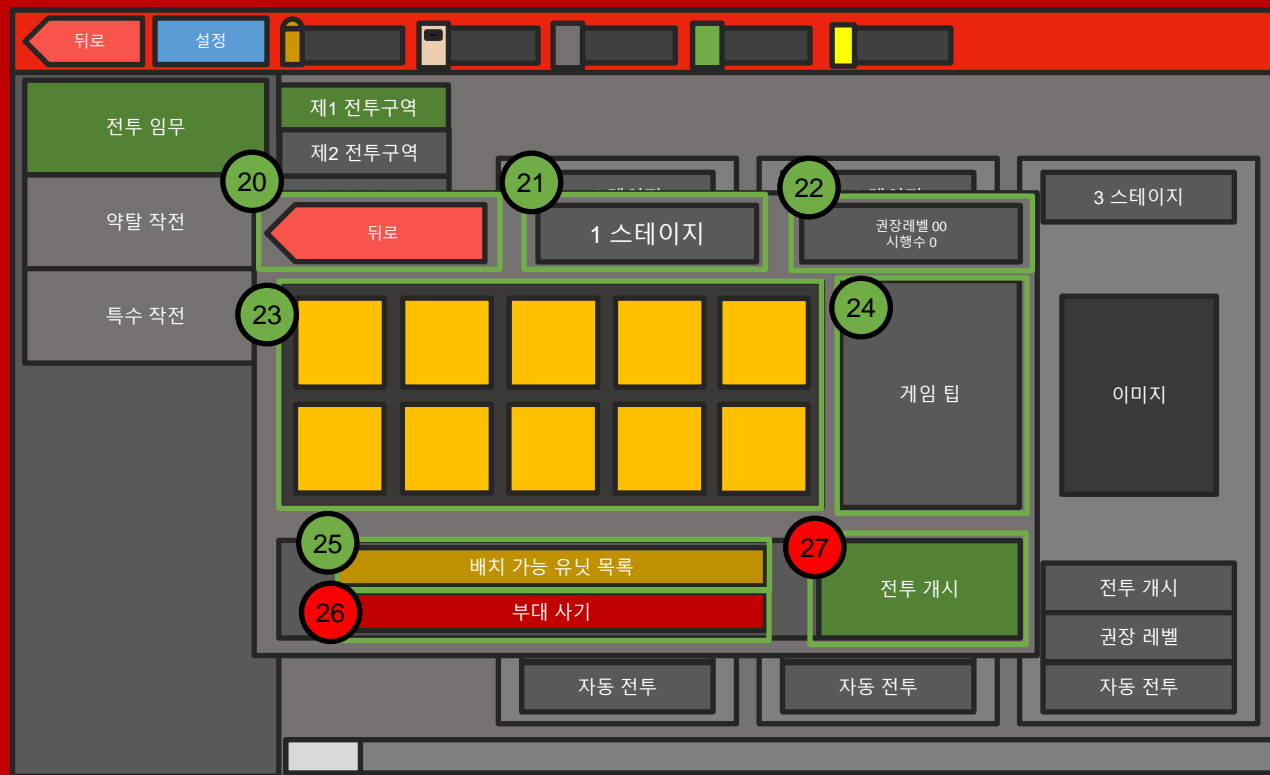 뒤로
설정
전투 임무
약탈 작전
특수 작전
제1 전투구역
제2 전투구역
3 스테이지
20
21
22
뒤로
1 스테이지
권장레벨 00
시행수 0
23
24
게임 팁
이미지
25
배치 가능 유닛 목록
26
부대 사기
27
전투 개시
전투 개시
권장 레벨
자동 전투
자동 전투
자동 전투